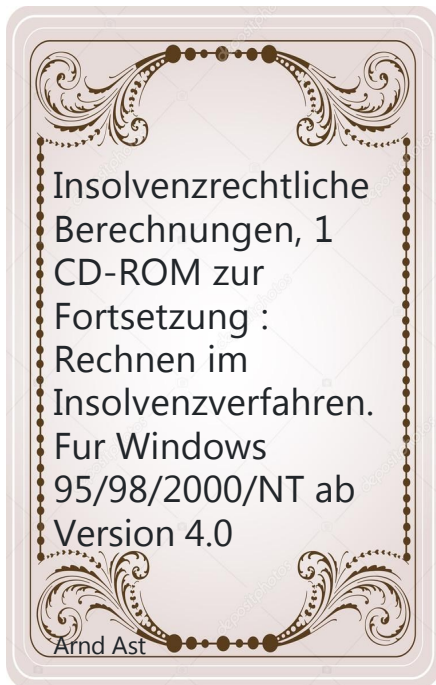 Insolvenzrechtliche
Berechnungen, 1
CD-ROM zur
Fortsetzung :
Rechnen im
Insolvenzverfahren.
Fur Windows
95/98/2000/NT ab
Version 4.0
Arnd Ast